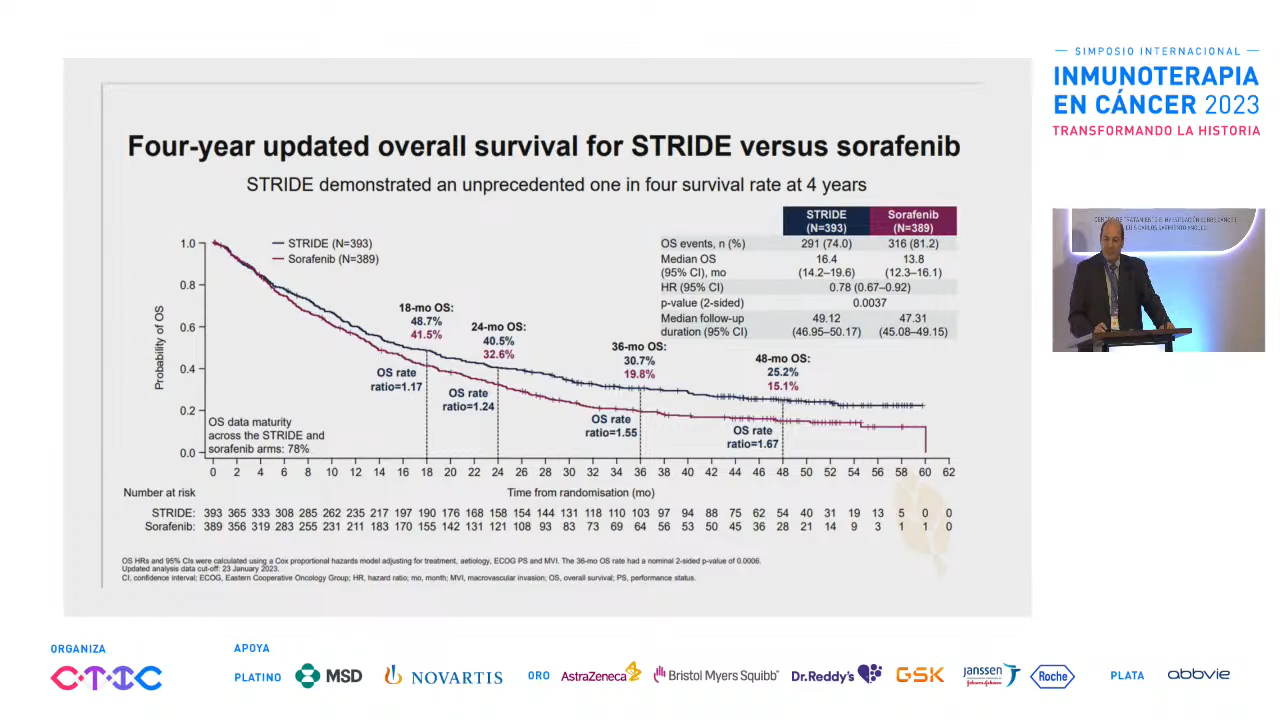 SIMPOSIO INTERNACIONAL
INMUNOTERAPIA
EN CÁNCER 2023
TRANSFORMANDO LA HISTORIA
Four-year updated overall survival for STRIDE versus sorafenib
STRIDE demonstrated an unprecedented one in four survival rate at 4 years
STRIDE (N=393)
Sorafenib (N=389)
STRIDE Sorafenib
(N=393) (N=389)
OS events, n (%) 291 (74.0) 316 (81.2)
Median OS 16.4 13.8
(95% CI), mo (14.2–19.6) (12.3–16.1)
HR (95% CI) 0.78 (0.67–0.92)
p-value (2-sided) 0.0037
Median follow-up 49.12 47.31
duration (95% CI) (46.95–50.17) (45.08–49.15)
Probability of OS
1.0
0.8
0.6
0.4
0.2
0.0
18-mo OS:
48.7%
41.5%
24-mo OS:
40.5%
32.6%
36-mo OS:
30.7%
19.8%
48-mo OS:
25.2%
15.1%
OS rate
ratio=1.17
OS rate
ratio=1.24
OS rate
ratio=1.55
OS rate
ratio=1.67
OS data maturity
across the STRIDE and
sorafenib arms: 78%
0 2 4 6 8 10 12 14 16 18 20 22 24 26 28 30 32 34 36 38 40 42 44 46 48 50 52 54 56 58 60 62
Number at risk Time from randomisation (mo)
STRIDE: 393 365 333 308 285 262 235 217 197 190 176 168 158 154 144 131 118 110 103 97 94 88 75 62 54 40 31 19 13 5 0 0
Sorafenib: 389 356 319 283 255 231 211 183 170 155 142 131 121 108 93 83 73 69 64 56 53 50 45 36 28 21 14 9 3 1 1 0
OS HRs and 95% CIs were calculated using a Cox proportional hazards model adjusting for treatment, aetiology, ECOG PS and MVI. The 36-mo OS rate had a nominal 2-sided p-value of 0.0006.
Updated analysis data cut-off: 23 January 2023.
CI, confidence interval; ECOG, Eastern Cooperative Oncology Group; HR, hazard ratio; mo, month; MVI, macrovascular invasion; OS, overall survival; PS, performance status.
CENTRO DE TRATAMIENTO E INVESTIGACIÓN SOBRE CÁNCER
LUIS CARLOS SARMIENTO ANGULO
ORGANIZA
CTIC
APOYA
PLATINO MSD NOVARTIS ORO AstraZeneca Bristol Myers Squibb Dr.Reddy's GSK Janssen Roche PLATA abbvie
Johnson&Johnson